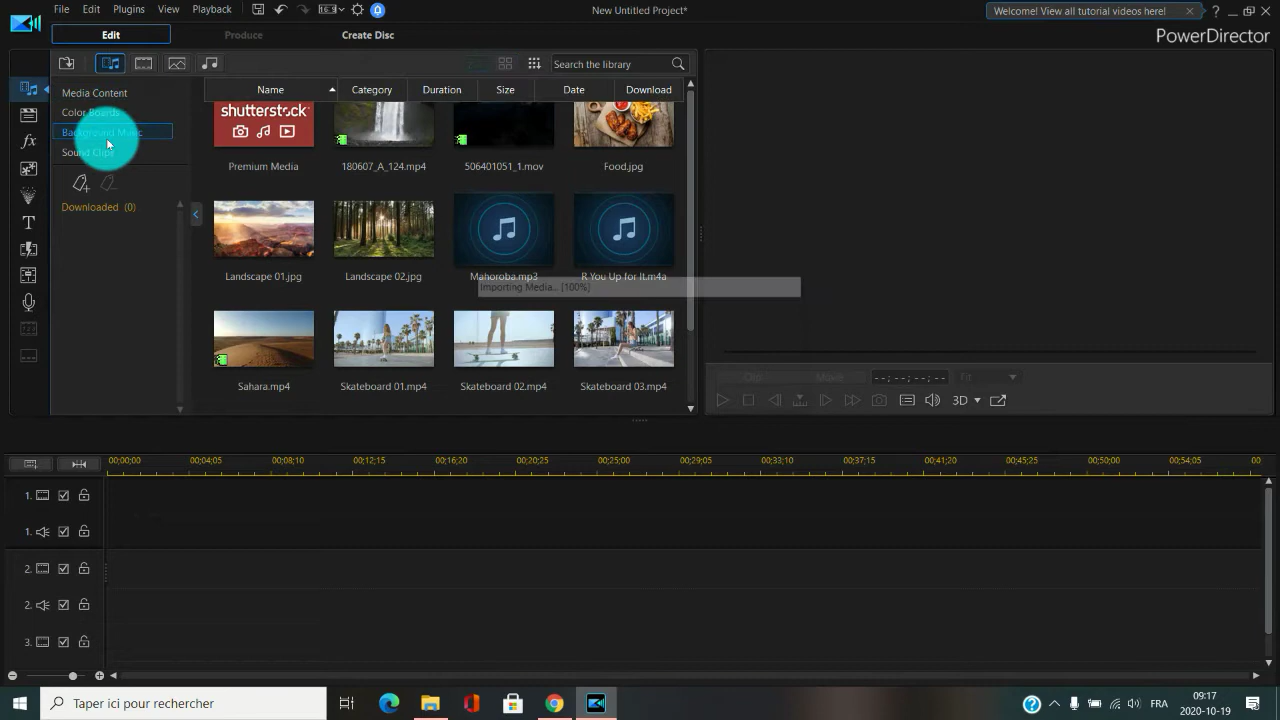 File Edit Plugins View Playback
New Untitled Project*
Welcome! View all tutorial videos here!
?
Edit Produce Create Disc
PowerDirector
Search the library
Media Content
Color Boards
Background Music
Sound Clips
Downloaded (0)
Name Category Duration Size Date Download
shutterstock
Premium Media 180607_A_124.mp4 506401051_1.mov Food.jpg
Landscape 01.jpg Landscape 02.jpg Mahoroba.mp3 R You Up for It.m4a
Importing Media... [100%]
Sahara.mp4 Skateboard 01.mp4 Skateboard 02.mp4 Skateboard 03.mp4
Clip Movie --;--;--;-- Fit
3D
00;00;00 00;04;05 00;08;10 00;12;15 00;16;20 00;20;25 00;25;00 00;29;05 00;33;10 00;37;15 00;41;20 00;45;25 00;50;00 00;54;05 00;
1.
1.
2.
2.
3.
Taper ici pour rechercher
FRA
09:17
2020-10-19